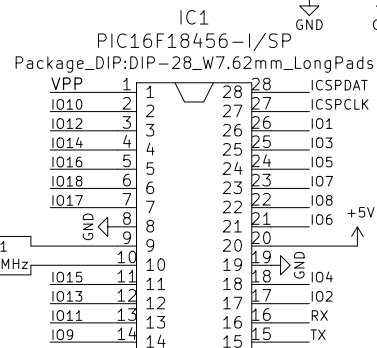 IC1
GND
PIC16F18456-I/SP
Package_DIP:DIP-28_W7.62mm_LongPads
VPP 1 1 28 28 ICSPDAT
IO10 2 2 27 27 ICSPCLK
IO12 3 3 26 26 IO1
IO14 4 4 25 25 IO3
IO16 5 5 24 24 IO5
IO18 6 6 23 23 IO7
IO17 7 7 22 22 IO8
GND 8 8 21 21 IO6
+5V
1 9 9 20 20
MHz 10 10 19 19 GND
IO15 11 11 18 18 IO4
IO13 12 12 17 17 IO2
IO11 13 13 16 16 RX
IO9 14 14 15 15 TX